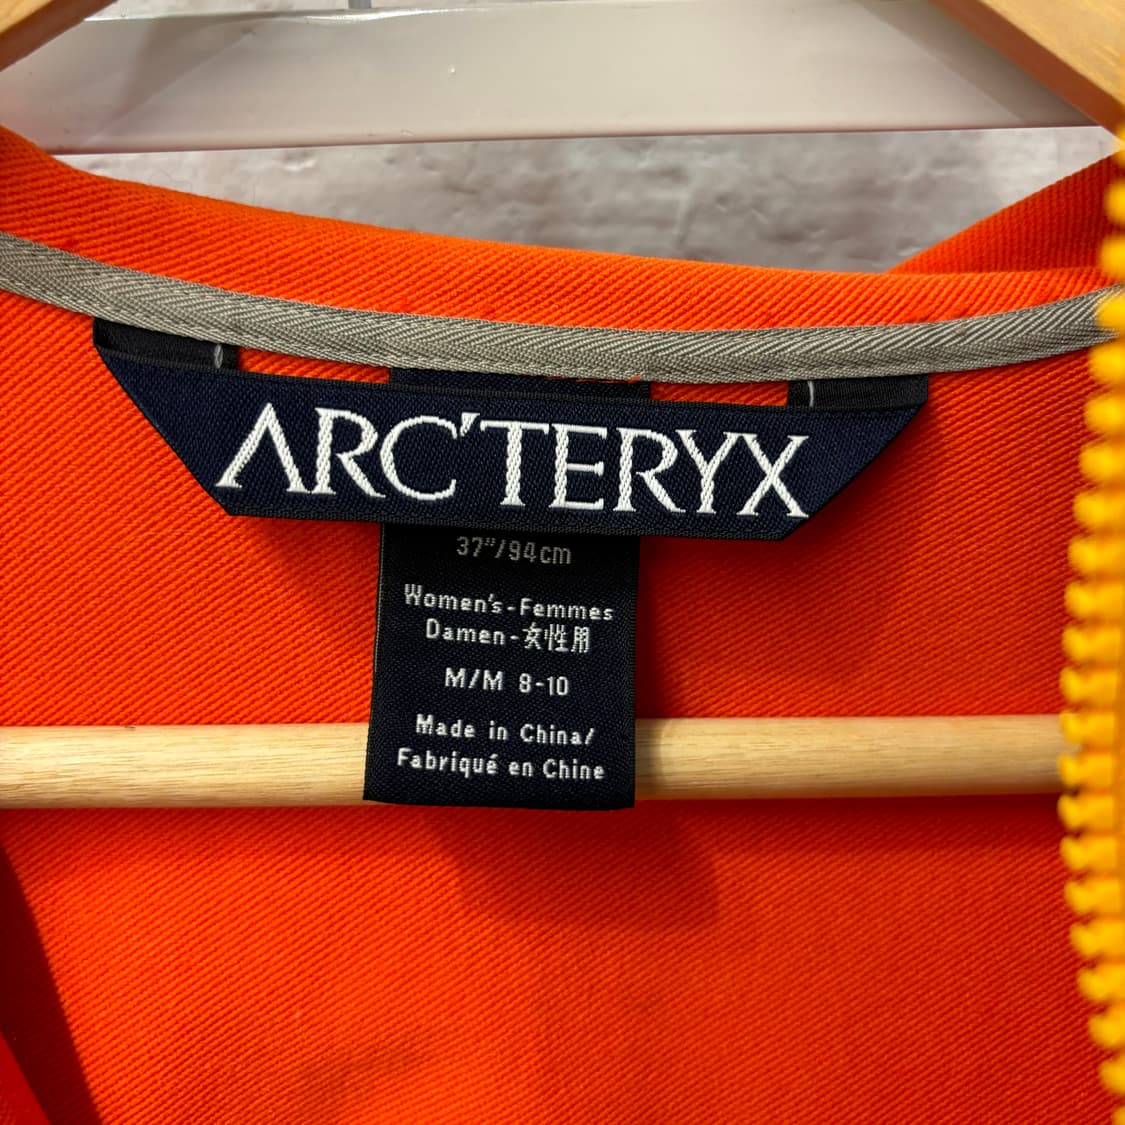 ARC'TERYX
37"/94cm
Women's-Femmes
Damen-女性用
M/M 8-10
Made in China/
Fabriqué en Chine